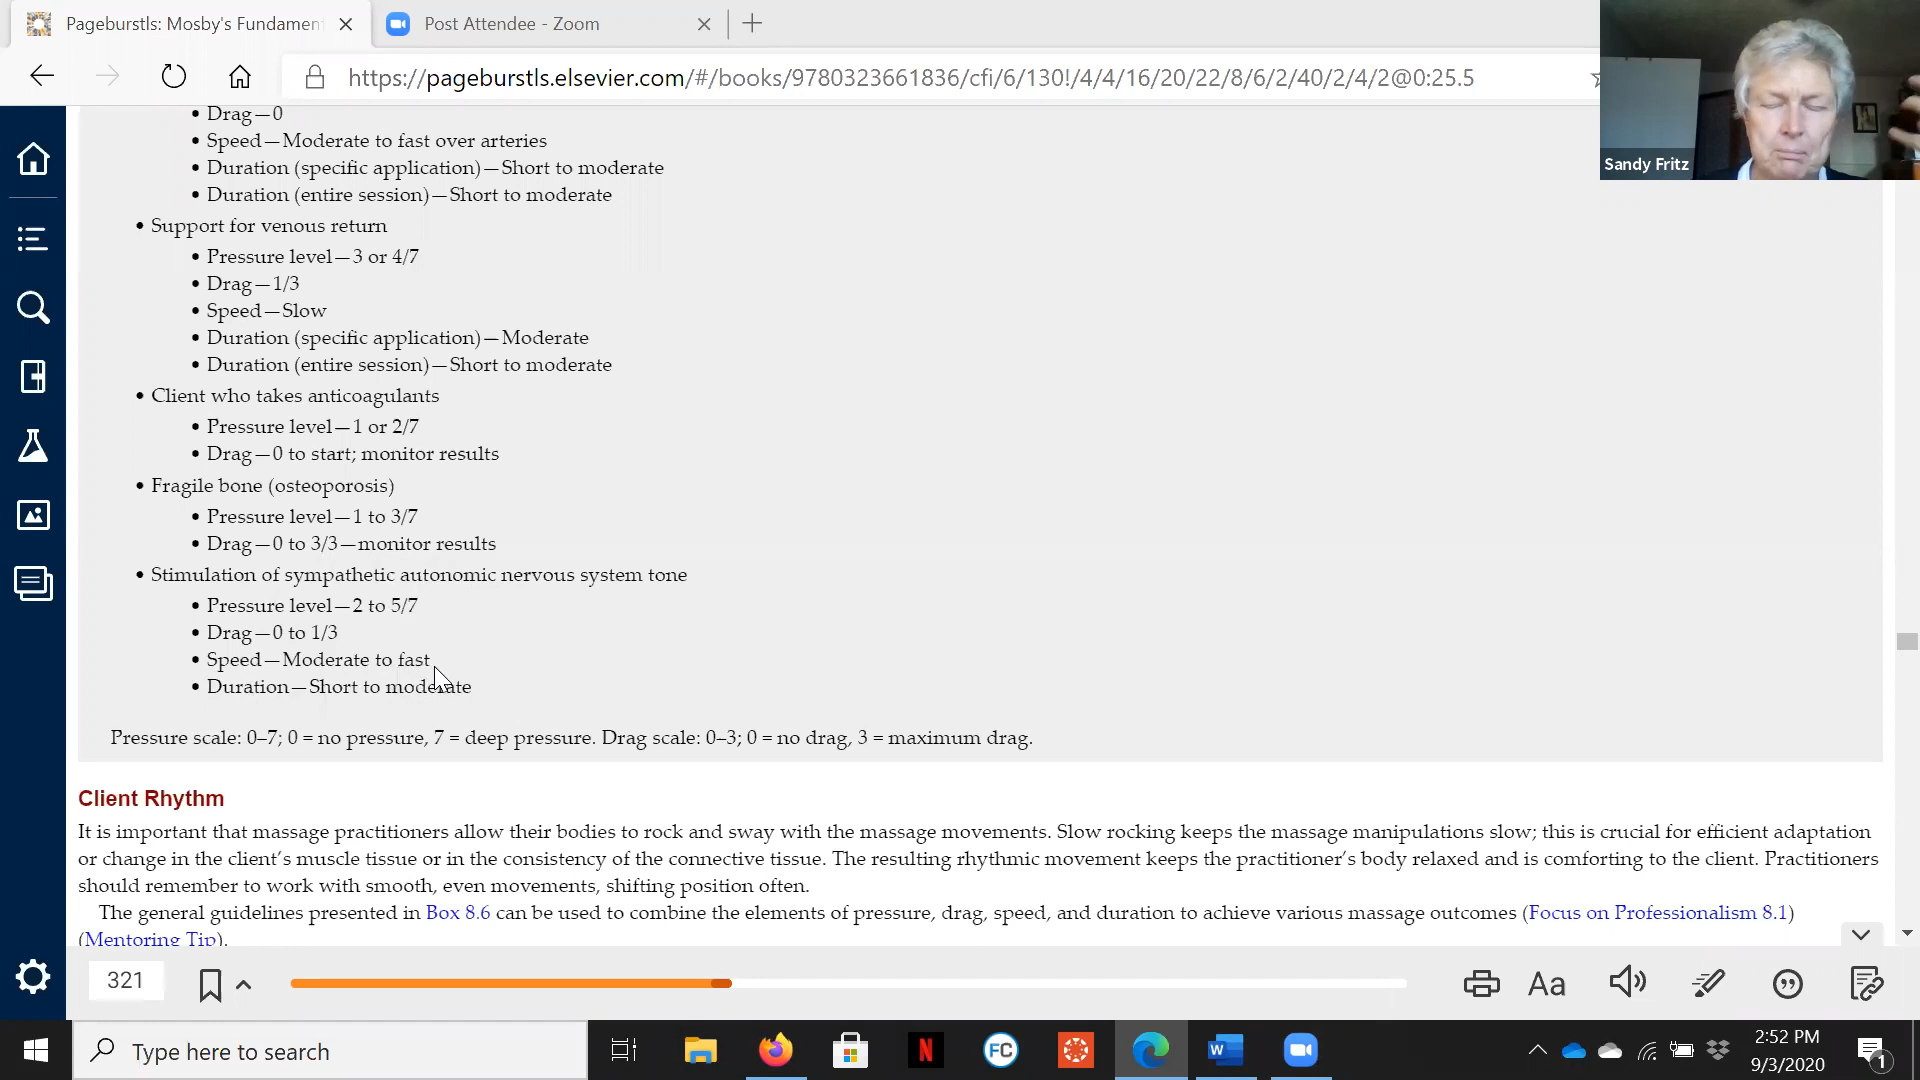 Pageburstls: Mosby's Fundamen
Post Attendee - Zoom
https://pageburstls.elsevier.com/#/books/9780323661836/cfi/6/130!/4/4/16/20/22/8/6/2/40/2/4/2@0:25.5
Sandy Fritz
• Drag—0
• Speed—Moderate to fast over arteries
• Duration (specific application)—Short to moderate
• Duration (entire session)—Short to moderate
• Support for venous return
• Pressure level—3 or 4/7
• Drag—1/3
• Speed—Slow
• Duration (specific application)—Moderate
• Duration (entire session)—Short to moderate
• Client who takes anticoagulants
• Pressure level—1 or 2/7
• Drag—0 to start; monitor results
• Fragile bone (osteoporosis)
• Pressure level—1 to 3/7
• Drag—0 to 3/3—monitor results
• Stimulation of sympathetic autonomic nervous system tone
• Pressure level—2 to 5/7
• Drag—0 to 1/3
• Speed—Moderate to fast
• Duration—Short to moderate
Pressure scale: 0–7; 0 = no pressure, 7 = deep pressure. Drag scale: 0–3; 0 = no drag, 3 = maximum drag.
Client Rhythm
It is important that massage practitioners allow their bodies to rock and sway with the massage movements. Slow rocking keeps the massage manipulations slow; this is crucial for efficient adaptation
or change in the client's muscle tissue or in the consistency of the connective tissue. The resulting rhythmic movement keeps the practitioner's body relaxed and is comforting to the client. Practitioners
should remember to work with smooth, even movements, shifting position often.
The general guidelines presented in Box 8.6 can be used to combine the elements of pressure, drag, speed, and duration to achieve various massage outcomes (Focus on Professionalism 8.1)
(Mentoring Tip).
321
Aa
Type here to search
N
FC
W
2:52 PM
9/3/2020
1